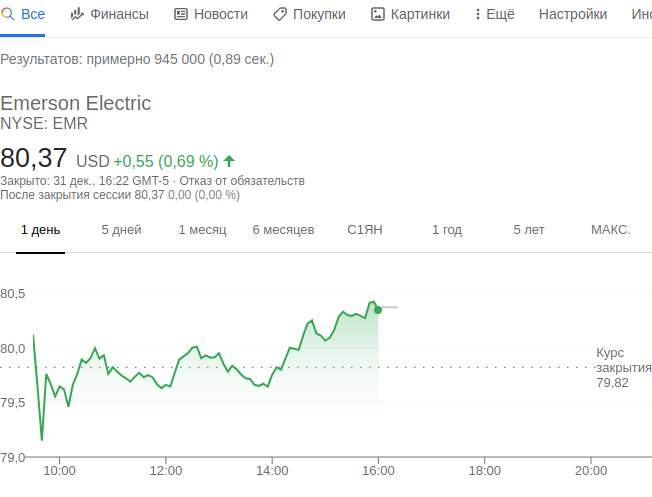 Все Финансы Новости Покупки Картинки Ещё Настройки Инс
Результатов: примерно 945 000 (0,89 сек.)
Emerson Electric
NYSE: EMR
80,37 USD +0,55 (0,69 %)
Закрыто: 31 дек., 16:22 GMT-5 · Отказ от обязательств
После закрытия сессии 80,37 0,00 (0,00 %)
1 день 5 дней 1 месяц 6 месяцев С1ЯН 1 год 5 лет МАКС.
80,5
80,0
Курс
закрытия
79,82
79,5
79,0
10:00 12:00 14:00 16:00 18:00 20:00